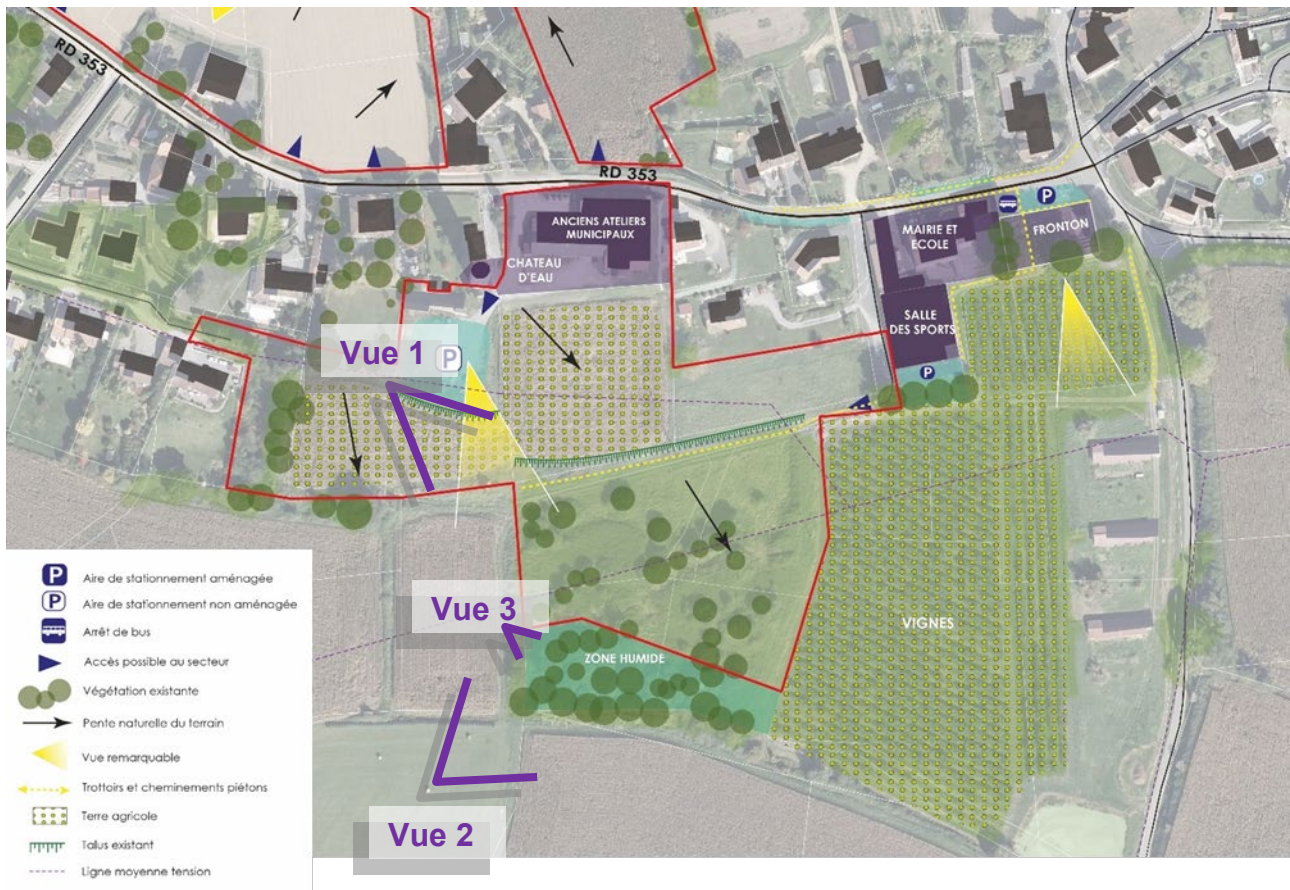 RD 353
RD 353
ANCIENS ATELIERS
MUNICIPAUX
CHATEAU
D'EAU
MAIRIE ET
ECOLE
P
FRONTON
SALLE
DES SPORTS
P
Vue 1
P
Vue 3
ZONE HUMIDE
VIGNES
Vue 2
P Aire de stationnement aménagée
P Aire de stationnement non aménagée
Arrêt de bus
Accès possible au secteur
Végétation existante
Pente naturelle du terrain
Vue remarquable
Trottoirs et cheminements piétons
Terre agricole
Talus existant
Ligne moyenne tension